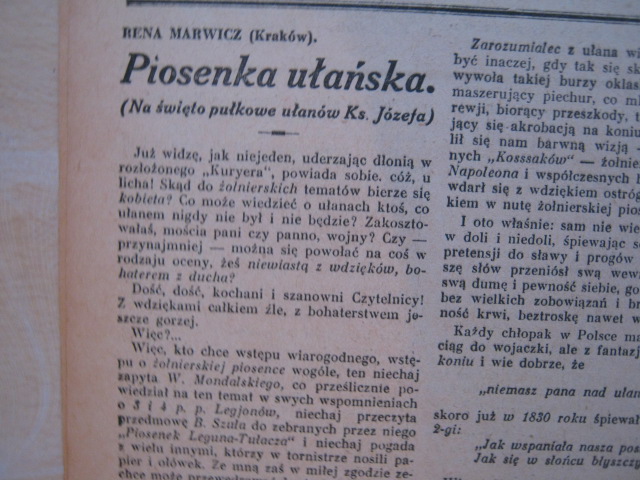 RENA MARWICZ (Kraków).
Piosenka ułańska.
(Na święto pułkowe ułanów Ks. Józefa)
Już widzę, jak niejeden, uderzając dłonią w
rozłożonego „Kuryera", powiada sobie. cóż, u
licha! Skąd do żołnierskich tematów bierze się
kobieta? Co może wiedzieć o ułanach ktoś, co
ułanem nigdy nie był i nie będzie? Zakoszto-
wałaś, mościa pani czy panno, wojny? Czy —
przynajmniej — można się powołać na coś w
rodzaju oceny, żeś niewiastą z wdzięków, bo-
haterem z ducha?
Dość, dość, kochani i szanowni Czytelnicy!
Z wdziękami całkiem źle, z bohaterstwem je-
szcze gorzej.
Więc?...
Więc, kto chce wstępu wiarogodnego, wstę-
pu o żołnierskiej piosence wogóle, ten niechaj
zapyta W. Mondalskiego, co prześlicznie po-
wiedział na ten temat w swych wspomnieniach
o 3 i 4 p. p. Legjonów, niechaj przeczyta
przedmowę B. Szula do zebranych przez niego
„Piosenek Leguna-Tułacza" i niechaj pogada
z wielu innymi, którzy w tornistrze nosili pa-
pier i ołówek. Ze mną zaś w miłej zgodzie ze-
chce może
Zarozumialec z ułana wi
być inaczej, gdy tak się sk
wywoła takiej burzy oklas
maszerujący piechur, co m
rewji, biorący przeszkody, t
jący się akrobacją na koniu
lił się nam barwną wizją —
nych „Kosssaków" — żołnie
Napoleona i współczesnych b
wdarł się z wdziękiem ostróg
kiem w nutę żołnierskiej pios
I oto właśnie: sam nie wie
w doli i niedoli, śpiewając s
pretensji do sławy i progów
szę słów przeniósł swą wew
swą dumę i pewność siebie, go
bez wielkich zobowiązań i br
ność krwi, beztroskę nawet w
Każdy chłopak w Polsce ma
ciąg do wojaczki, ale z fantazj
koniu i wie dobrze, że
„niemasz pana nad ułan
skoro już w 1830 roku śpiewał
2-gi:
„Jak wspaniała nasza pos
Jak się w słońcu błyszczy